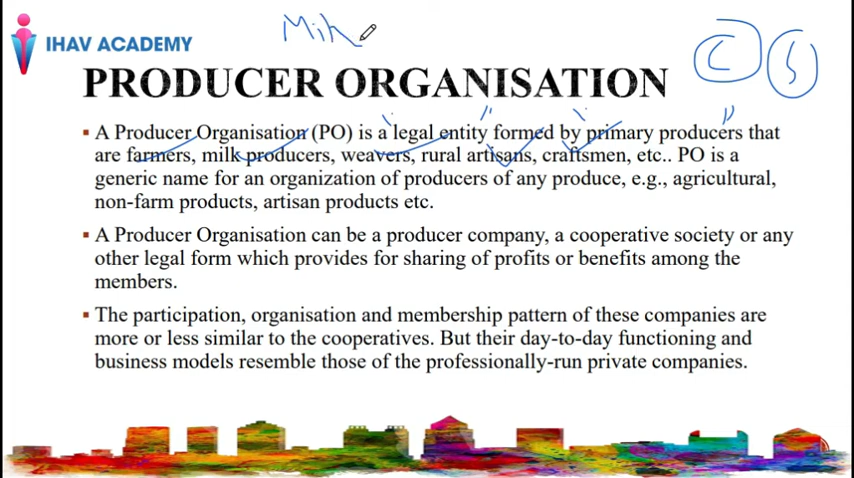 Mik
C S
IHAV ACADEMY
PRODUCER ORGANISATION
▪ A Producer Organisation (PO) is a legal entity formed by primary producers that
are farmers, milk producers, weavers, rural artisans, craftsmen, etc.. PO is a
generic name for an organization of producers of any produce, e.g., agricultural,
non-farm products, artisan products etc.
▪ A Producer Organisation can be a producer company, a cooperative society or any
other legal form which provides for sharing of profits or benefits among the
members.
▪ The participation, organisation and membership pattern of these companies are
more or less similar to the cooperatives. But their day-to-day functioning and
business models resemble those of the professionally-run private companies.